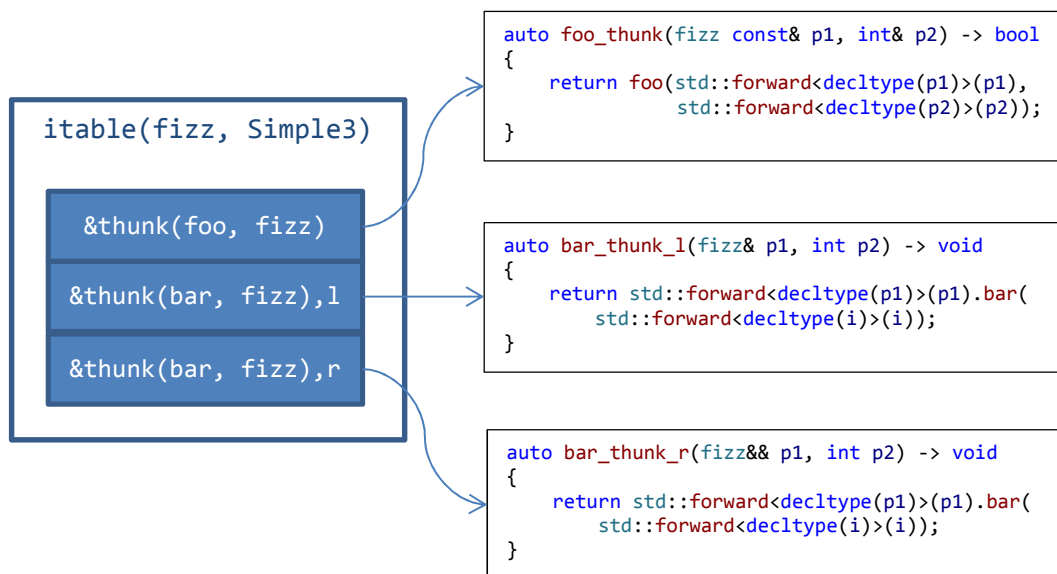 itable(fizz, Simple3)
&thunk(foo, fizz)
&thunk(bar, fizz),l
&thunk(bar, fizz),r
auto foo_thunk(fizz const& p1, int& p2) -> bool
{
return foo(std::forward<decltype(p1)>(p1),
std::forward<decltype(p2)>(p2));
}
auto bar_thunk_l(fizz& p1, int p2) -> void
{
return std::forward<decltype(p1)>(p1).bar(
std::forward<decltype(i)>(i));
}
auto bar_thunk_r(fizz&& p1, int p2) -> void
{
return std::forward<decltype(p1)>(p1).bar(
std::forward<decltype(i)>(i));
}